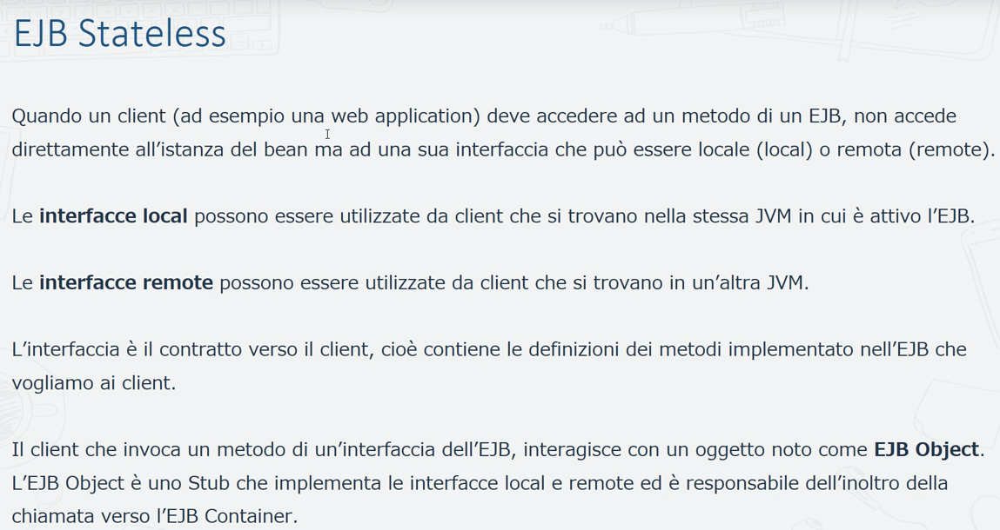 EJB Stateless
Quando un client (ad esempio una web application) deve accedere ad un metodo di un EJB, non accede
direttamente all’istanza del bean ma ad una sua interfaccia che può essere locale (local) o remota (remote).
Le interfacce local possono essere utilizzate da client che si trovano nella stessa JVM in cui è attivo l’EJB.
Le interfacce remote possono essere utilizzate da client che si trovano in un’altra JVM.
L’interfaccia è il contratto verso il client, cioè contiene le definizioni dei metodi implementato nell’EJB che
vogliamo ai client.
Il client che invoca un metodo di un’interfaccia dell’EJB, interagisce con un oggetto noto come EJB Object.
L’EJB Object è uno Stub che implementa le interfacce local e remote ed è responsabile dell’inoltro della
chiamata verso l’EJB Container.